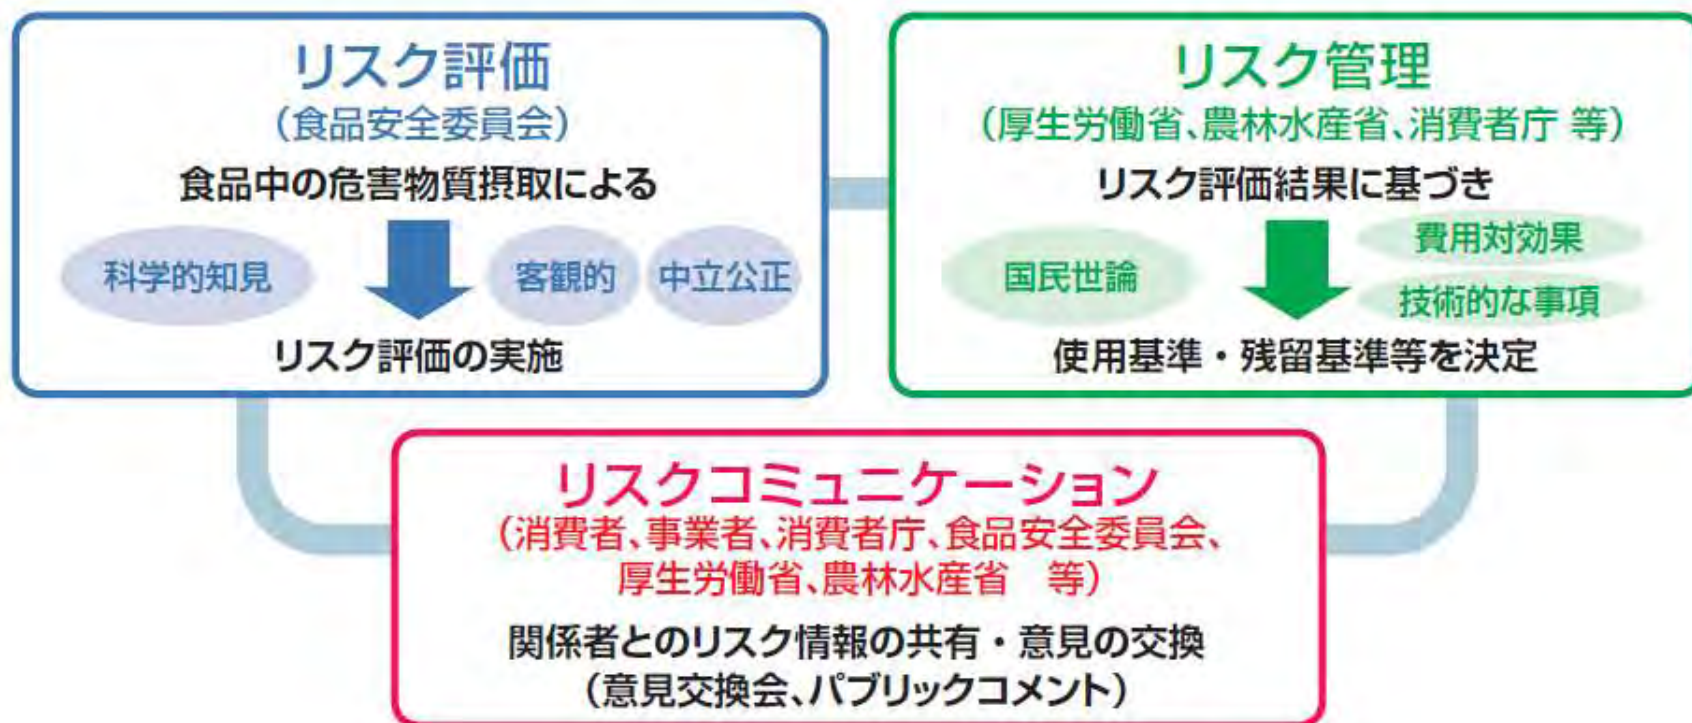 リスク評価
（食品安全委員会）
食品中の危害物質摂取による
科学的知見
客観的
中立公正
リスク評価の実施
リスク管理
（厚生労働省、農林水産省、消費者庁 等）
リスク評価結果に基づき
国民世論
費用対効果
技術的な事項
使用基準・残留基準等を決定
リスクコミュニケーション
（消費者、事業者、消費者庁、食品安全委員会、
厚生労働省、農林水産省　等）
関係者とのリスク情報の共有・意見の交換
（意見交換会、パブリックコメント）